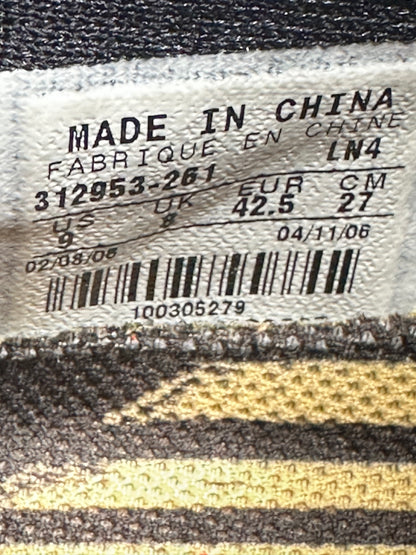 MADE IN CHINA
FABRIQUE EN CHINE
312953-261 LN4
US UK EUR CM
9 8 42.5 27
02/08/06 04/11/06
100305279